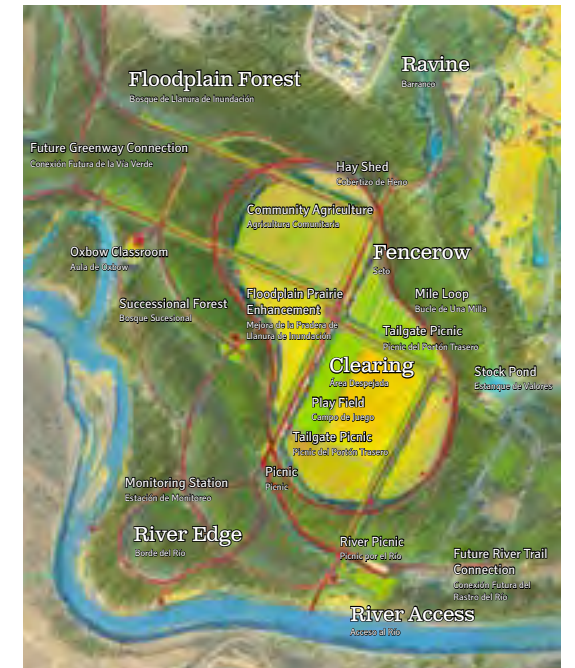 Floodplain Forest
Bosque de Llanura de Inundación
Ravine
Barranco
Future Greenway Connection
Conexión Futura de la Vía Verde
Hay Shed
Cobertizo de Heno
Community Agriculture
Agricultura Comunitaria
Oxbow Classroom
Aula de Oxbow
Fencerow
Seto
Successional Forest
Bosque Sucesional
Floodplain Prairie
Enhancement
Mejora de la Pradera de
Llanura de Inundación
Mile Loop
Bucle de Una Milla
Tailgate Picnic
Picnic del Portón Trasero
Clearing
Área Despejada
Stock Pond
Estanque de Valores
Play Field
Campo de Juego
Tailgate Picnic
Picnic del Portón Trasero
Picnic
Picnic
Monitoring Station
Estación de Monitoreo
River Edge
Borde del Río
River Picnic
Picnic por el Río
Future River Trail
Connection
Conexión Futura del
Rastro del Río
River Access
Acceso al Río